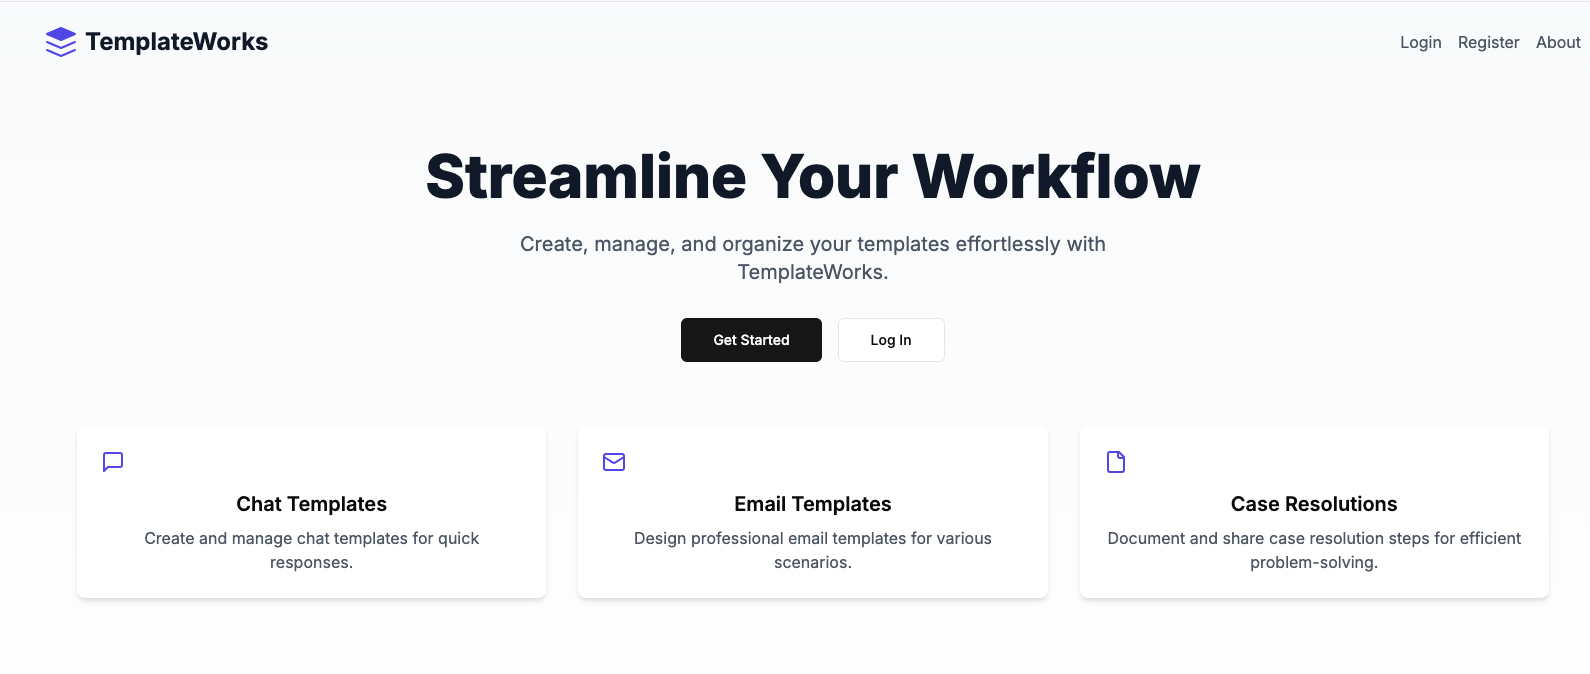 TemplateWorks
Login Register About
Streamline Your Workflow
Create, manage, and organize your templates effortlessly with
TemplateWorks.
Get Started Log In
Chat Templates
Create and manage chat templates for quick
responses.
Email Templates
Design professional email templates for various
scenarios.
Case Resolutions
Document and share case resolution steps for efficient
problem-solving.